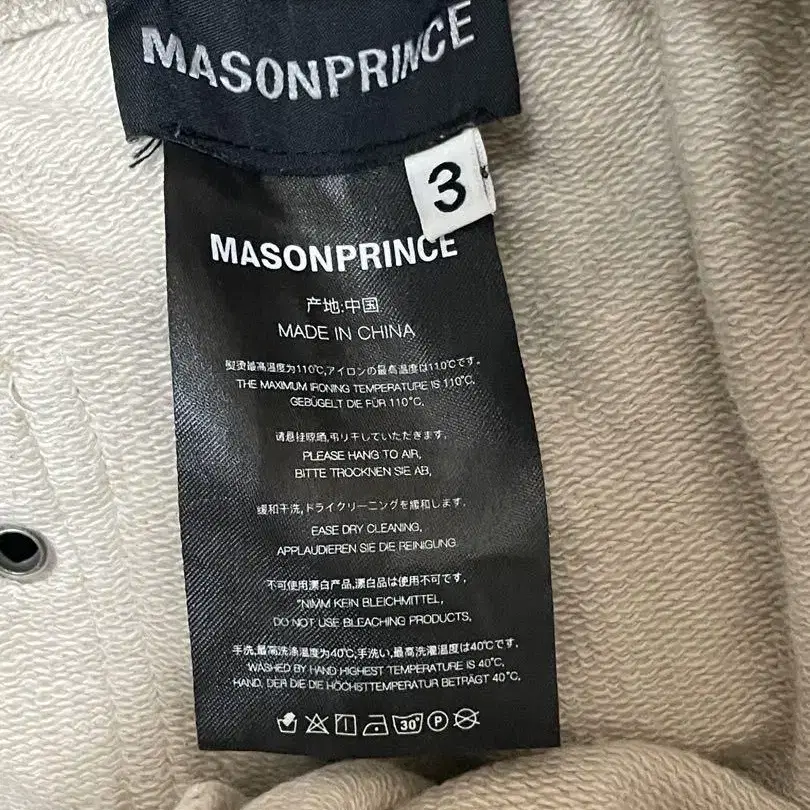 MASONPRINCE
3
MASONPRINCE
产地:中国
MADE IN CHINA
熨烫最高温度为110℃,アイロンの最高温度は110℃です。
THE MAXIMUM IRONING TEMPERATURE IS 110℃,
GEBÜGELT DIE FÜR 110℃,
请悬挂晾晒,吊り干していただきます,
PLEASE HANG TO AIR,
BITTE TROCKNEN SIE AB,
缓和干洗,ドライクリーニングを緩和します,
EASE DRY CLEANING,
APPLAUDIEREN SIE DIE REINIGUNG
不可使用漂白产品,漂白品は使用不可です,
"NIMM KEIN BLEICHMITTEL,
DO NOT USE BLEACHING PRODUCTS,
手洗,最高洗涤温度为40℃,手洗い,最高洗濯温度は40℃です,
WASHED BY HAND HIGHEST TEMPERATURE IS 40℃,
HAND, DER DIE DIE HÖCHSTTEMPERATUR BETRÄGT 40℃,
30° P